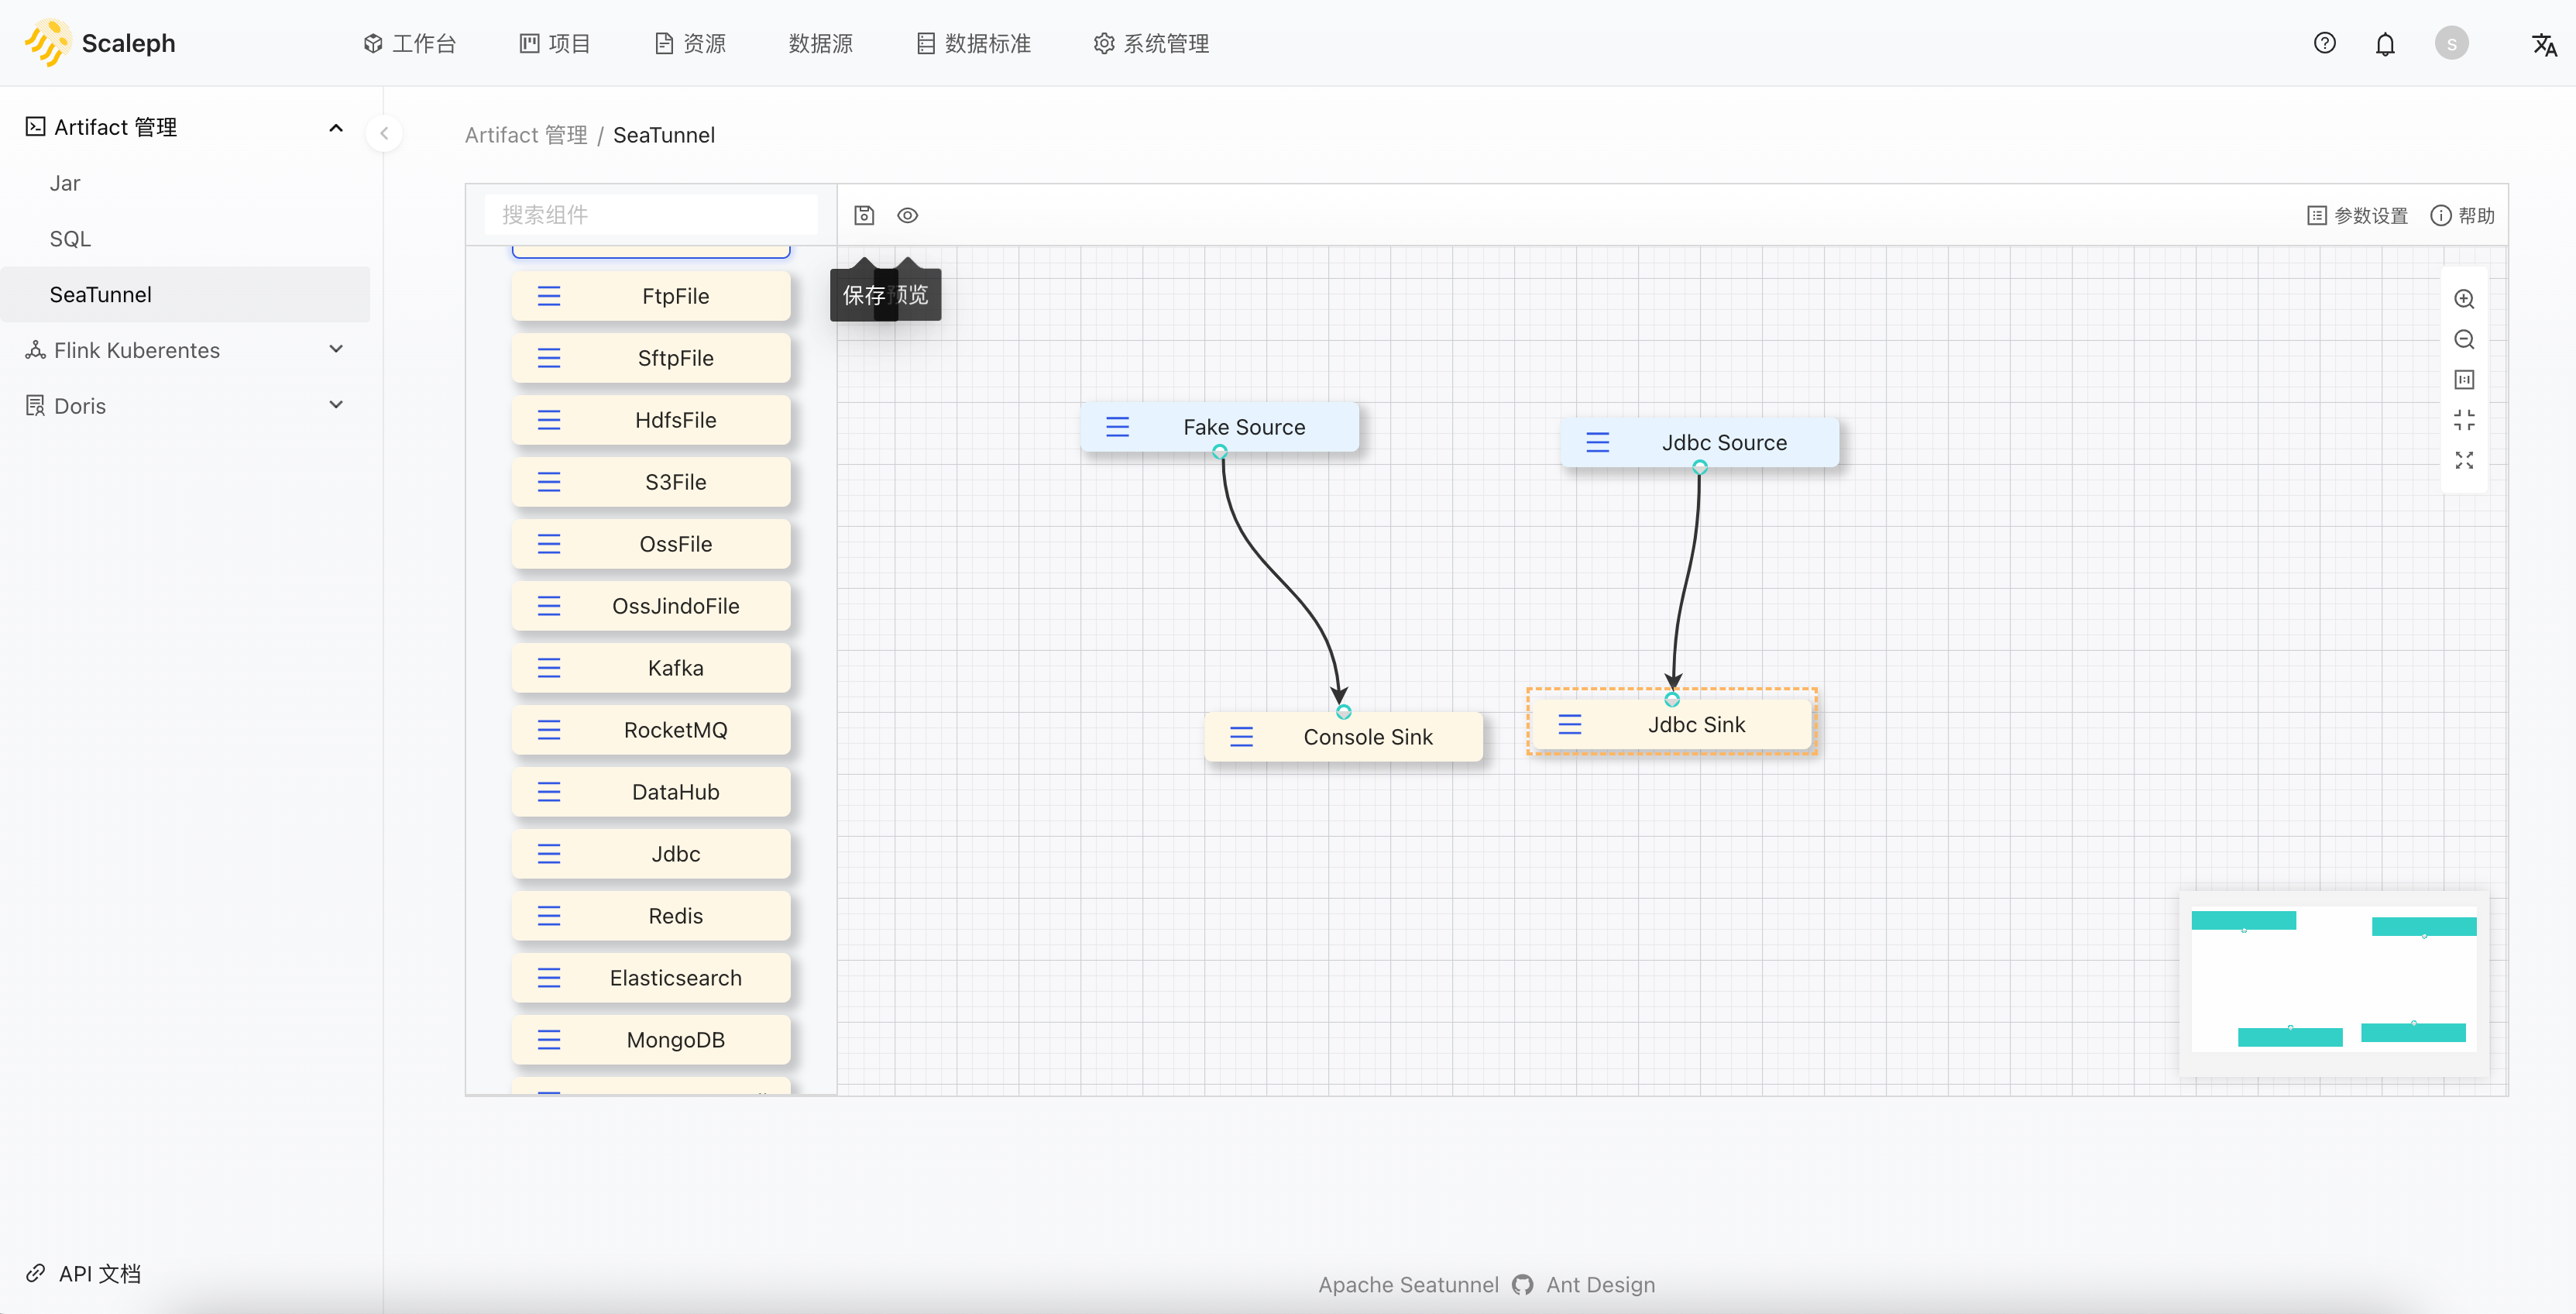 Scaleph
工作台
项目
资源
数据源
数据标准
系统管理
S
Artifact 管理
Jar
SQL
SeaTunnel
Flink Kuberentes
Doris
API 文档
Artifact 管理 / SeaTunnel
搜索组件
参数设置
帮助
保存预览
FtpFile
SftpFile
HdfsFile
S3File
OssFile
OssJindoFile
Kafka
RocketMQ
DataHub
Jdbc
Redis
Elasticsearch
MongoDB
Fake Source
Jdbc Source
Console Sink
Jdbc Sink
Apache Seatunnel
Ant Design